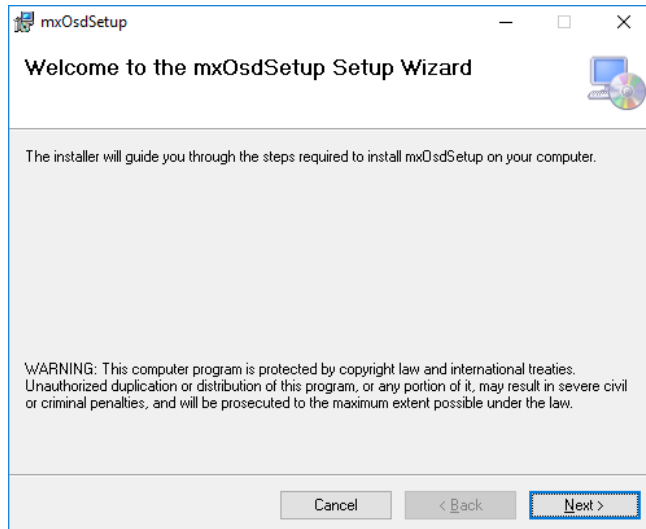 mxOsdSetup
Welcome to the mxOsdSetup Setup Wizard
The installer will guide you through the steps required to install mxOsdSetup on your computer.
WARNING: This computer program is protected by copyright law and international treaties.
Unauthorized duplication or distribution of this program, or any portion of it, may result in severe civil
or criminal penalties, and will be prosecuted to the maximum extent possible under the law.
Cancel
< Back
Next >